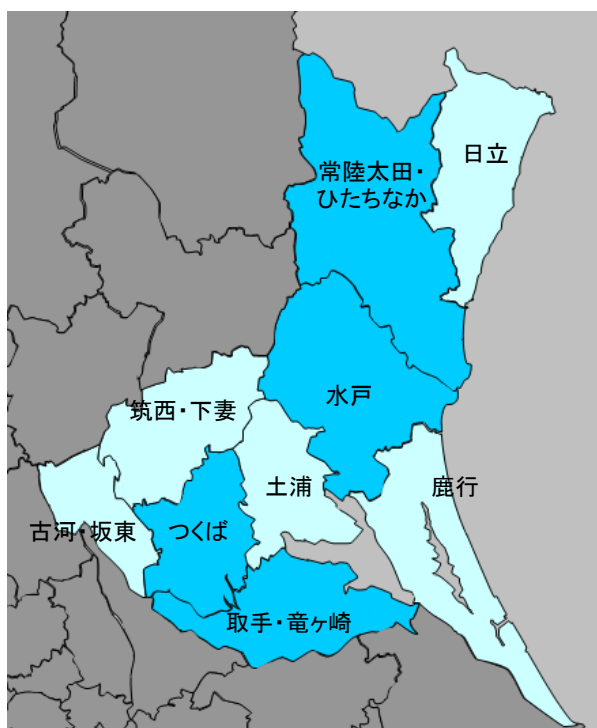 日立
常陸太田・
ひたちなか
水戸
筑西・下妻
土浦
鹿行
古河・坂東
つくば
取手・竜ヶ崎